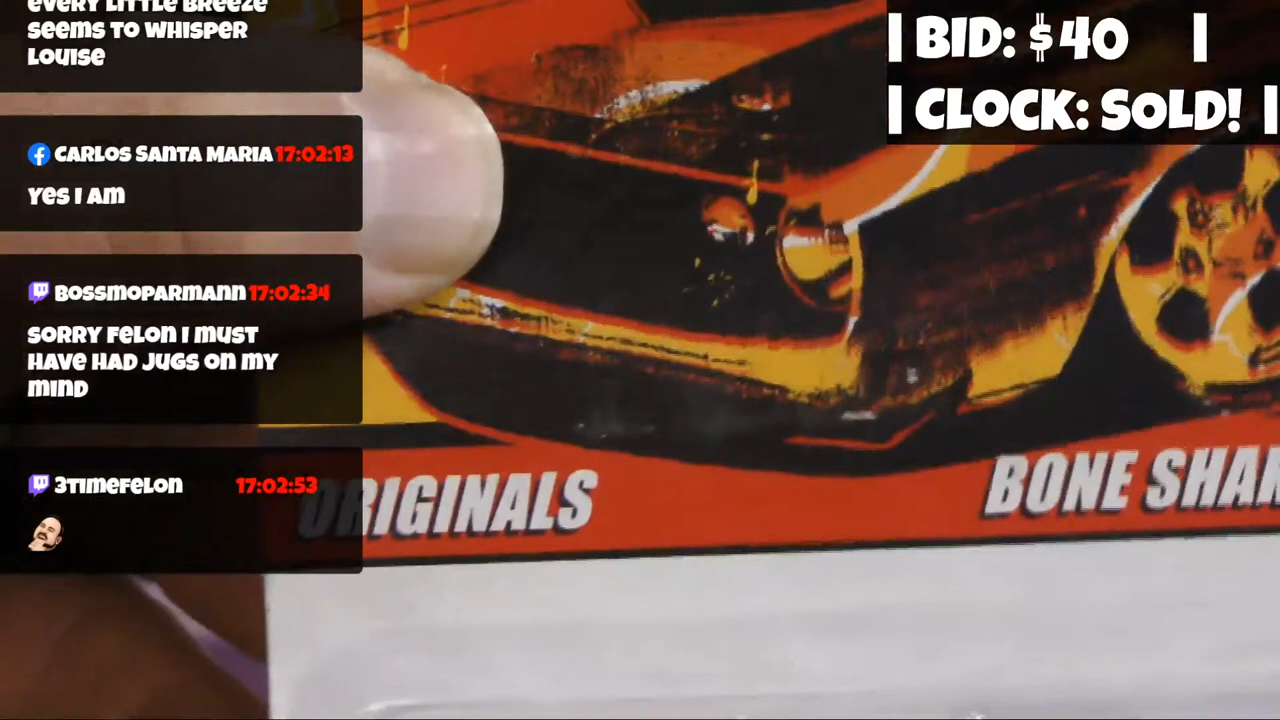 EVERY LITTLE BREEZE
SEEMS TO WHISPER
LOUISE
CARLOS SANTA MARIA 17:02:13
YES I AM
BOSSMOPARMANN 17:02:34
SORRY FELON I MUST
HAVE HAD JUGS ON MY
MIND
3TIMEFELON 17:02:53
| BID: $40 |
| CLOCK: SOLD! |
ORIGINALS
BONE SHA